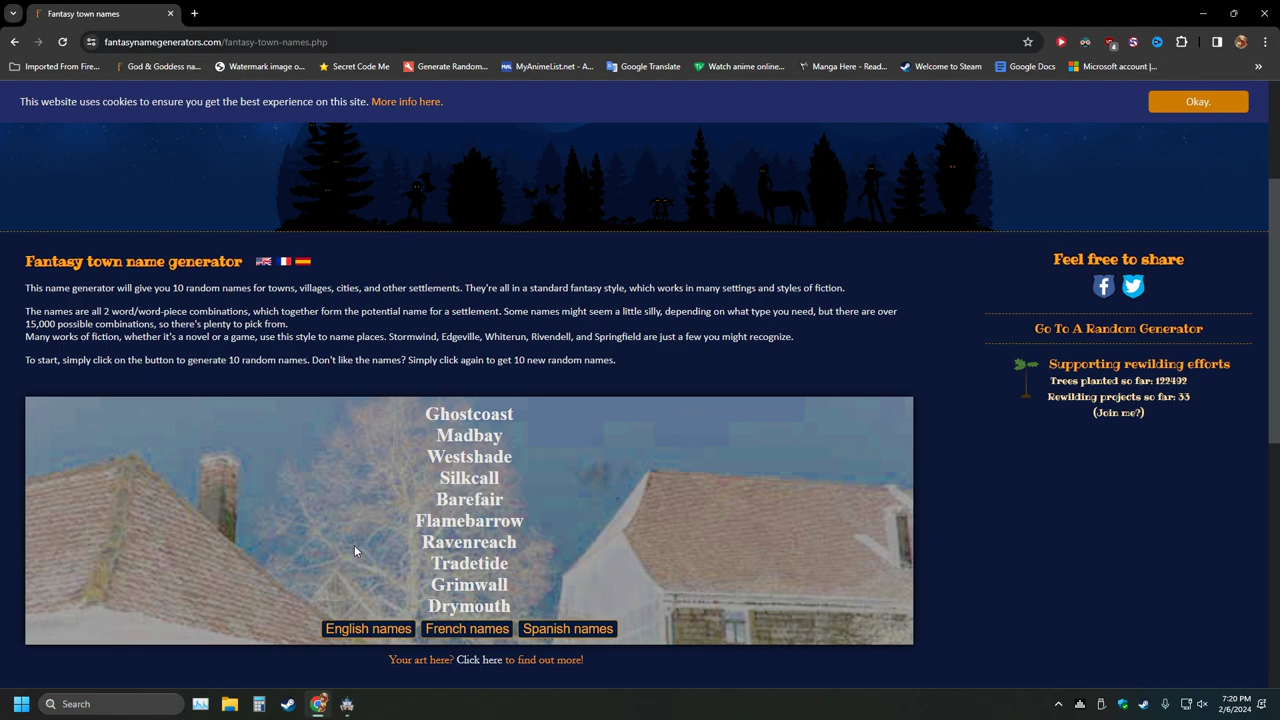 Fantasy town names
fantasynamegenerators.com/fantasy-town-names.php
4
Imported From Fire...
God & Goddess na...
Watermark image o...
Secret Code Me
Generate Random...
MyAnimeList.net - A...
Google Translate
Watch anime online...
Manga Here - Read...
Welcome to Steam
Google Docs
Microsoft account |...
This website uses cookies to ensure you get the best experience on this site. More info here.
Okay.
Fantasy town name generator
This name generator will give you 10 random names for towns, villages, cities, and other settlements. They're all in a standard fantasy style, which works in many settings and styles of fiction.
The names are all 2 word/word-piece combinations, which together form the potential name for a settlement. Some names might seem a little silly, depending on what type you need, but there are over
15,000 possible combinations, so there's plenty to pick from.
Many works of fiction, whether it's a novel or a game, use this style to name places. Stormwind, Edgeville, Whiterun, Rivendell, and Springfield are just a few you might recognize.
To start, simply click on the button to generate 10 random names. Don't like the names? Simply click again to get 10 new random names.
Ghostcoast
Madbay
Westshade
Silkcall
Barefair
Flamebarrow
Ravenreach
Tradetide
Grimwall
Drymouth
English names
French names
Spanish names
Your art here? Click here to find out more!
Feel free to share
Go To A Random Generator
Supporting rewilding efforts
Trees planted so far: 122492
Rewilding projects so far: 33
(Join me?)
Search
7:20 PM
2/6/2024